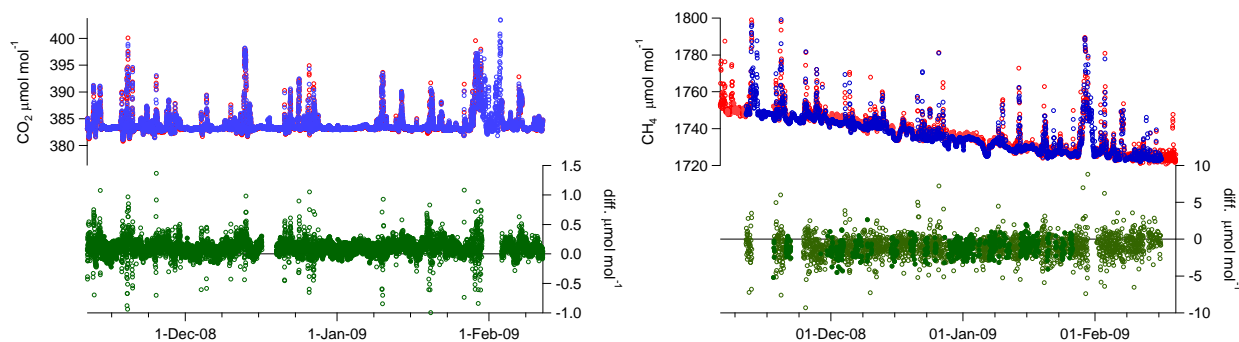 400
395
390
385
380
CO2 µmol mol-1
1.5
1.0
0.5
0.0
-0.5
-1.0
diff. µmol mol-1
1-Dec-08
1-Jan-09
1-Feb-09
1800
1780
1760
1740
1720
CH4 µmol mol-1
10
5
0
-5
-10
diff. µmol mol-1
01-Dec-08
01-Jan-09
01-Feb-09